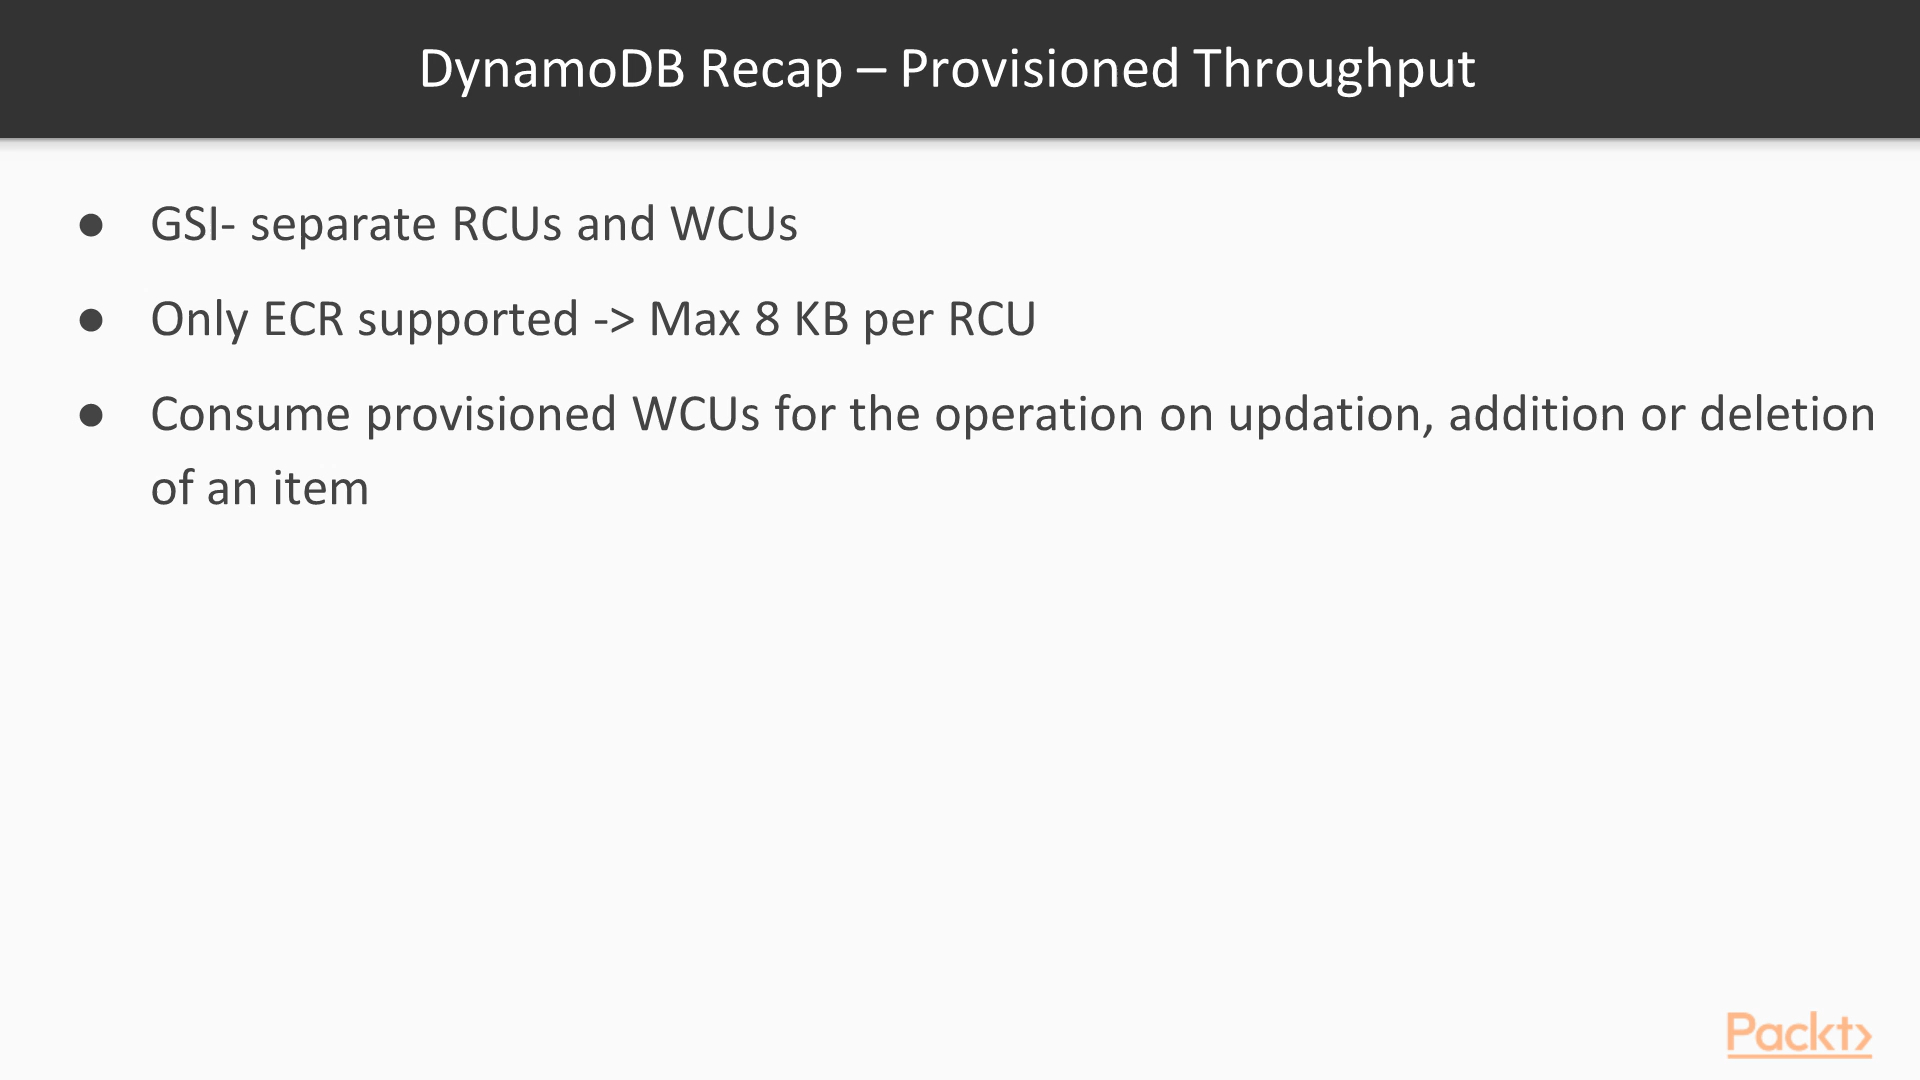 DynamoDB Recap – Provisioned Throughput
● GSI- separate RCUs and WCUs
● Only ECR supported -> Max 8 KB per RCU
● Consume provisioned WCUs for the operation on updation, addition or deletion
of an item
Packt>